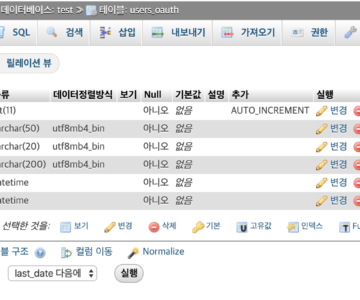 데이터베이스: test » 테이블: users_oauth
SQL 검색 삽입 내보내기 가져오기 권한
릴레이션 뷰
데이터정렬방식 보기 Null 기본값 설명 추가 실행
(11) 아니오 없음 AUTO_INCREMENT 변경
archar(50) utf8mb4_bin 아니오 없음 변경
archar(20) utf8mb4_bin 아니오 없음 변경
archar(200) utf8mb4_bin 아니오 없음 변경
atetime 아니오 없음 변경
atetime 아니오 없음 변경
선택한 것을: 보기 변경 삭제 기본 고유값 인덱스 Fu
블 구조 컬럼 이동 Normalize
last_date 다음에 실행